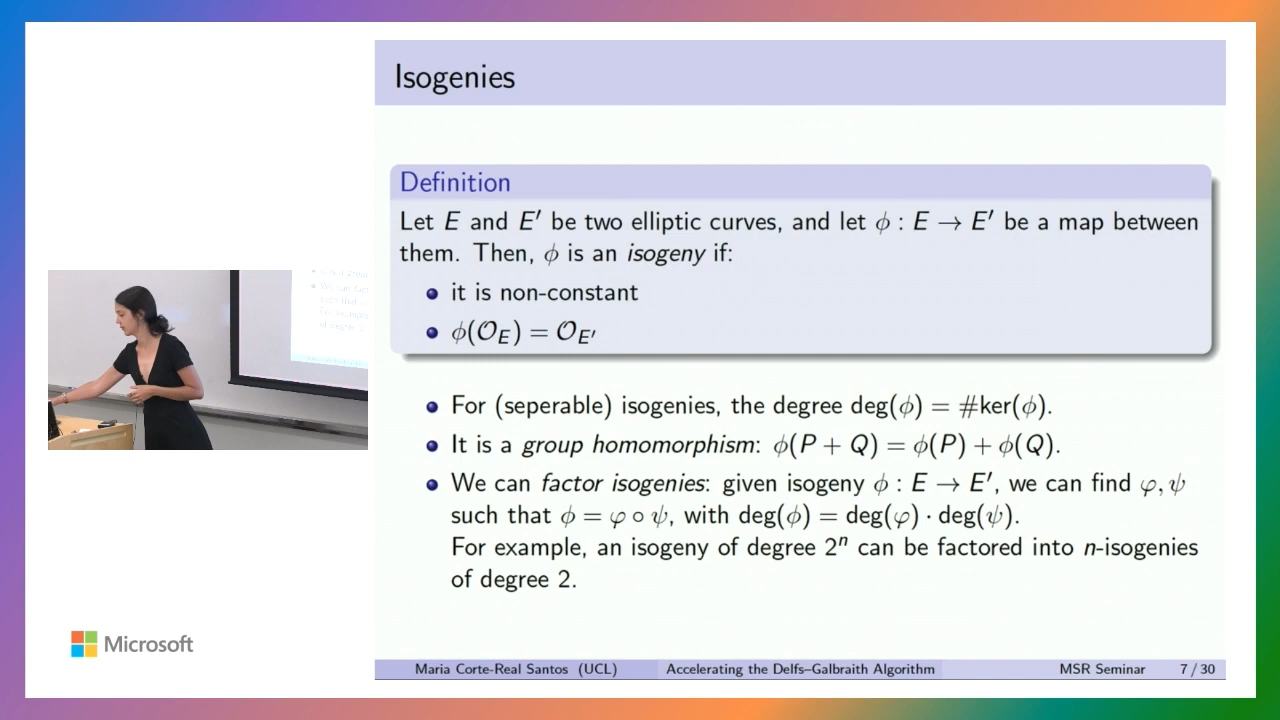 Isogenies
Definition
Let E and E′ be two elliptic curves, and let ϕ : E → E′ be a map between
them. Then, ϕ is an isogeny if:
it is non-constant
ϕ(𝒪_E) = 𝒪_E′
For (seperable) isogenies, the degree deg(ϕ) = #ker(ϕ).
It is a group homomorphism: ϕ(P + Q) = ϕ(P) + ϕ(Q).
We can factor isogenies: given isogeny ϕ : E → E′, we can find φ, ψ
such that ϕ = φ ∘ ψ, with deg(ϕ) = deg(φ) · deg(ψ).
For example, an isogeny of degree 2ⁿ can be factored into n-isogenies
of degree 2.
Microsoft
Maria Corte-Real Santos (UCL) Accelerating the Delfs–Galbraith Algorithm MSR Seminar 7 / 30